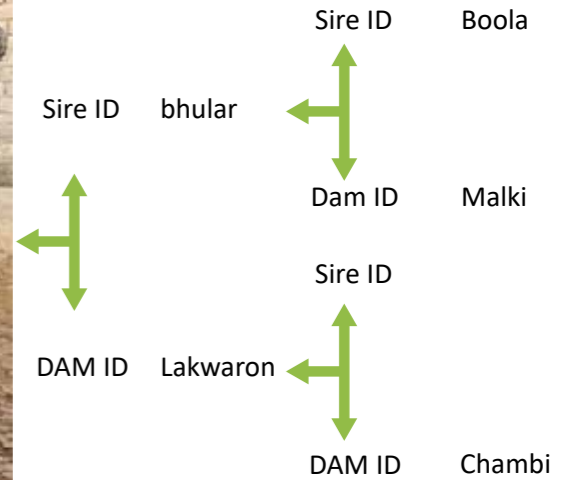 Sire ID Boola
Sire ID bhular
Dam ID Malki
Sire ID
DAM ID Lakwaron
DAM ID Chambi